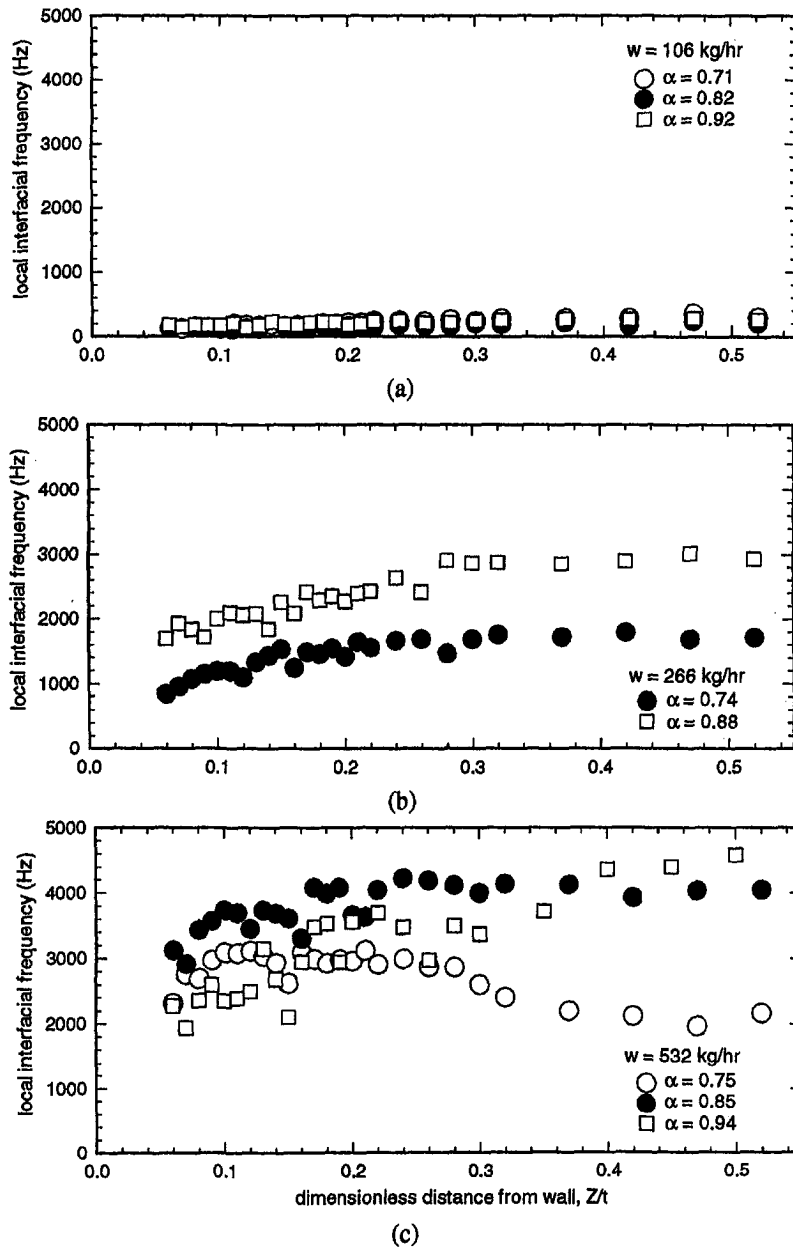 5000
4000
3000
2000
1000
0
local interfacial frequency (Hz)
w = 106 kg/hr
α = 0.71
α = 0.82
α = 0.92
0.0 0.1 0.2 0.3 0.4 0.5
(a)
5000
4000
3000
2000
1000
0
local interfacial frequency (Hz)
w = 266 kg/hr
α = 0.74
α = 0.88
0.0 0.1 0.2 0.3 0.4 0.5
(b)
5000
4000
3000
2000
1000
0
local interfacial frequency (Hz)
w = 532 kg/hr
α = 0.75
α = 0.85
α = 0.94
0.0 0.1 0.2 0.3 0.4 0.5
dimensionless distance from wall, Z/t
(c)